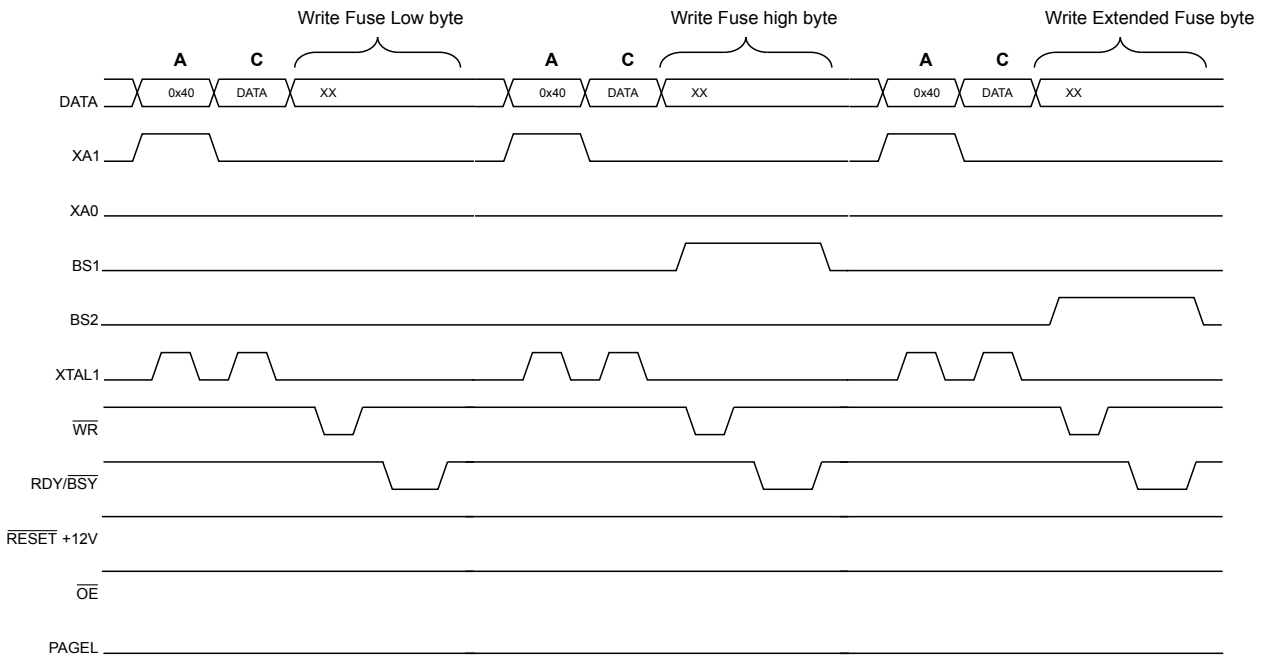 Write Fuse Low byte Write Fuse high byte Write Extended Fuse byte
A C A C A C
DATA 0x40 DATA XX 0x40 DATA XX 0x40 DATA XX
XA1
XA0
BS1
BS2
XTAL1
WR
RDY/BSY
RESET +12V
OE
PAGEL